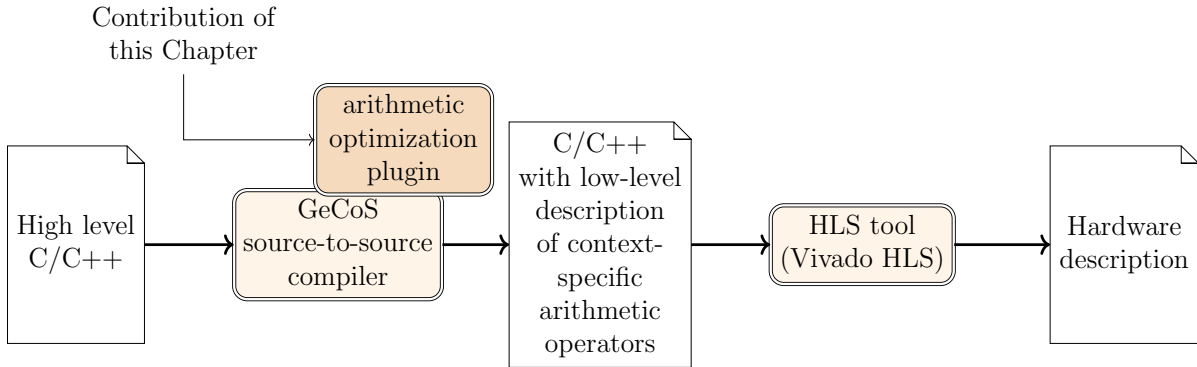 Contribution of
this Chapter
arithmetic
optimization
plugin
High level
C/C++
GeCoS
source-to-source
compiler
C/C++
with low-level
description
of context-
specific
arithmetic
operators
HLS tool
(Vivado HLS)
Hardware
description